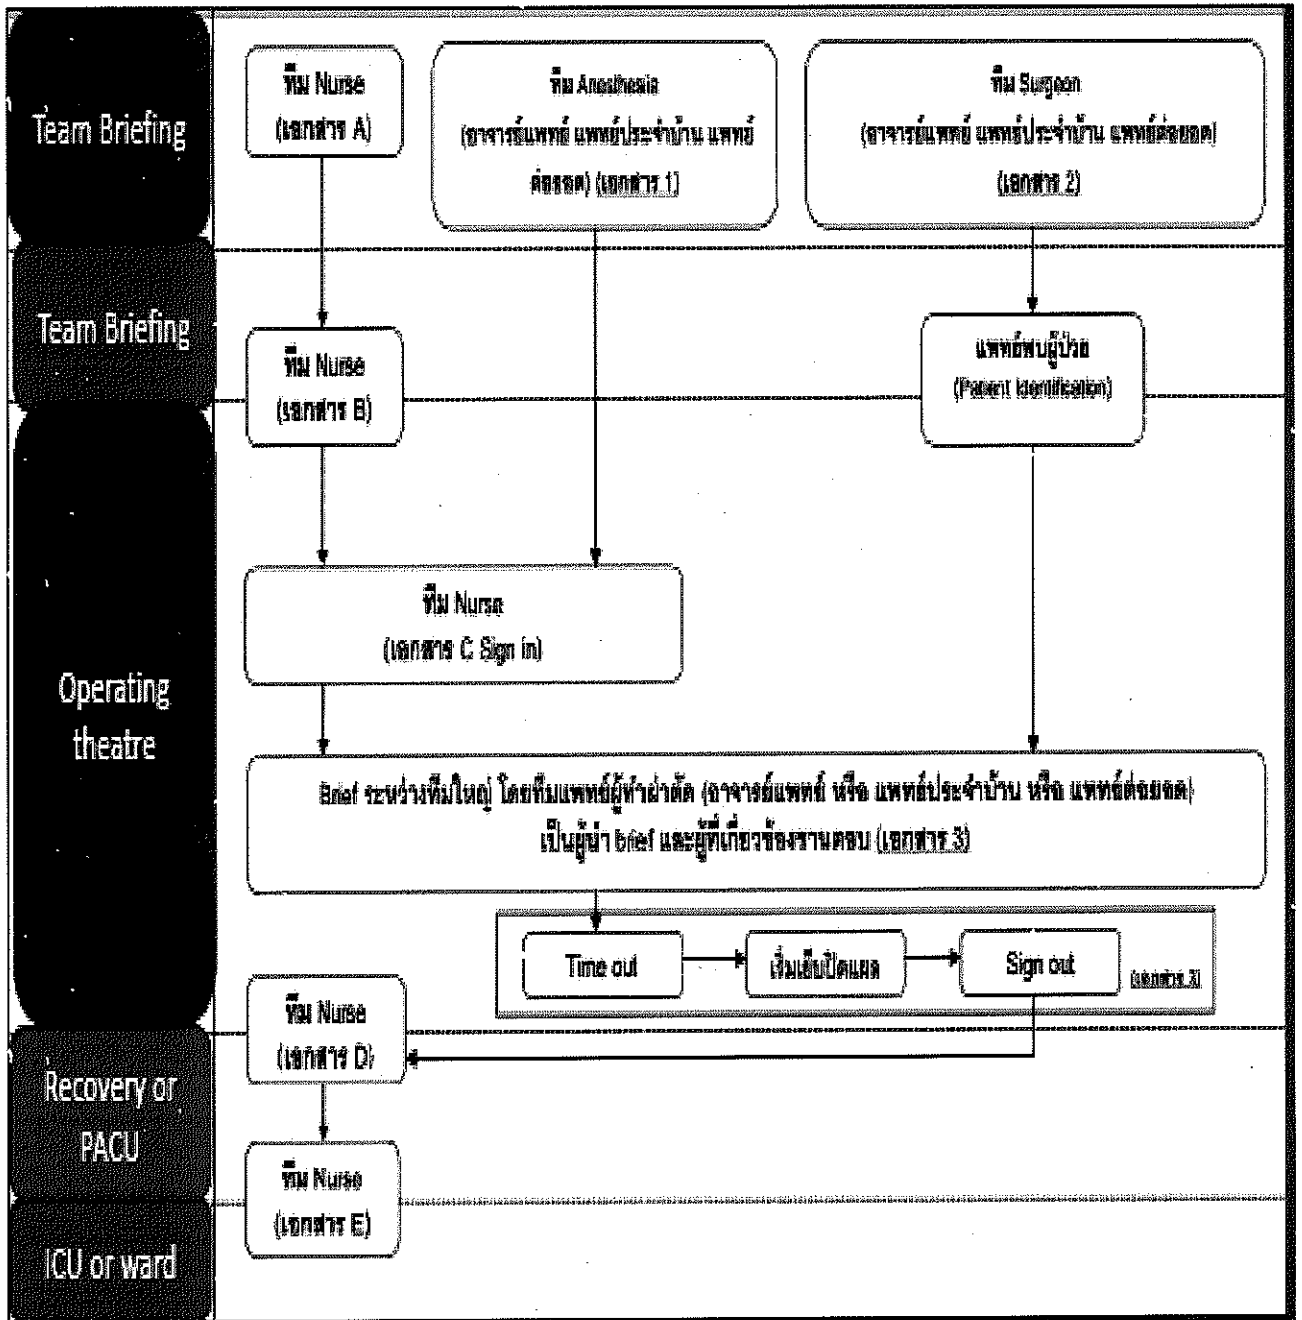 Team Briefing
ทีม Nurse
(เอกสาร A)
ทีม Anesthesia
(อาจารย์แพทย์ แพทย์ประจำบ้าน แพทย์
ต่อยอด) (เอกสาร 1)
ทีม Surgeon
(อาจารย์แพทย์ แพทย์ประจำบ้าน แพทย์ต่อยอด)
(เอกสาร 2)
Team Briefing
ทีม Nurse
(เอกสาร B)
แพทย์พบผู้ป่วย
(Patient Identification)
Operating
theatre
ทีม Nurse
(เอกสาร C Sign in)
Brief ระหว่างทีมใหญ่ โดยทีมแพทย์ผู้ทำผ่าตัด (อาจารย์แพทย์ หรือ แพทย์ประจำบ้าน หรือ แพทย์ต่อยอด)
เป็นผู้นำ brief และผู้ที่เกี่ยวข้องขานตอบ (เอกสาร 3)
Time out
เริ่มเย็บปิดแผล
Sign out
(เอกสาร 3)
ทีม Nurse
(เอกสาร D)
Recovery or
PACU
ทีม Nurse
(เอกสาร E)
ICU or ward